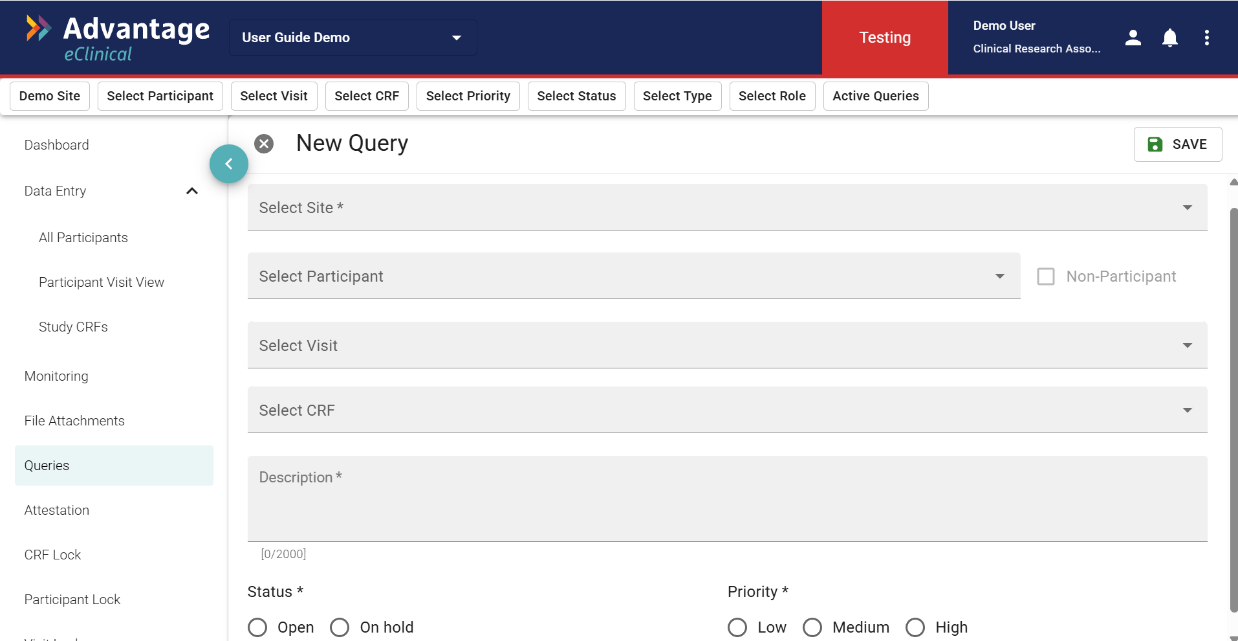 Advantage
eClinical
User Guide Demo
Testing
Demo User
Clinical Research Asso...
Demo Site
Select Participant
Select Visit
Select CRF
Select Priority
Select Status
Select Type
Select Role
Active Queries
Dashboard
Data Entry
All Participants
Participant Visit View
Study CRFs
Monitoring
File Attachments
Queries
Attestation
CRF Lock
Participant Lock
New Query
SAVE
Select Site *
Select Participant
Non-Participant
Select Visit
Select CRF
Description *
[0/2000]
Status *
Open
On hold
Priority *
Low
Medium
High